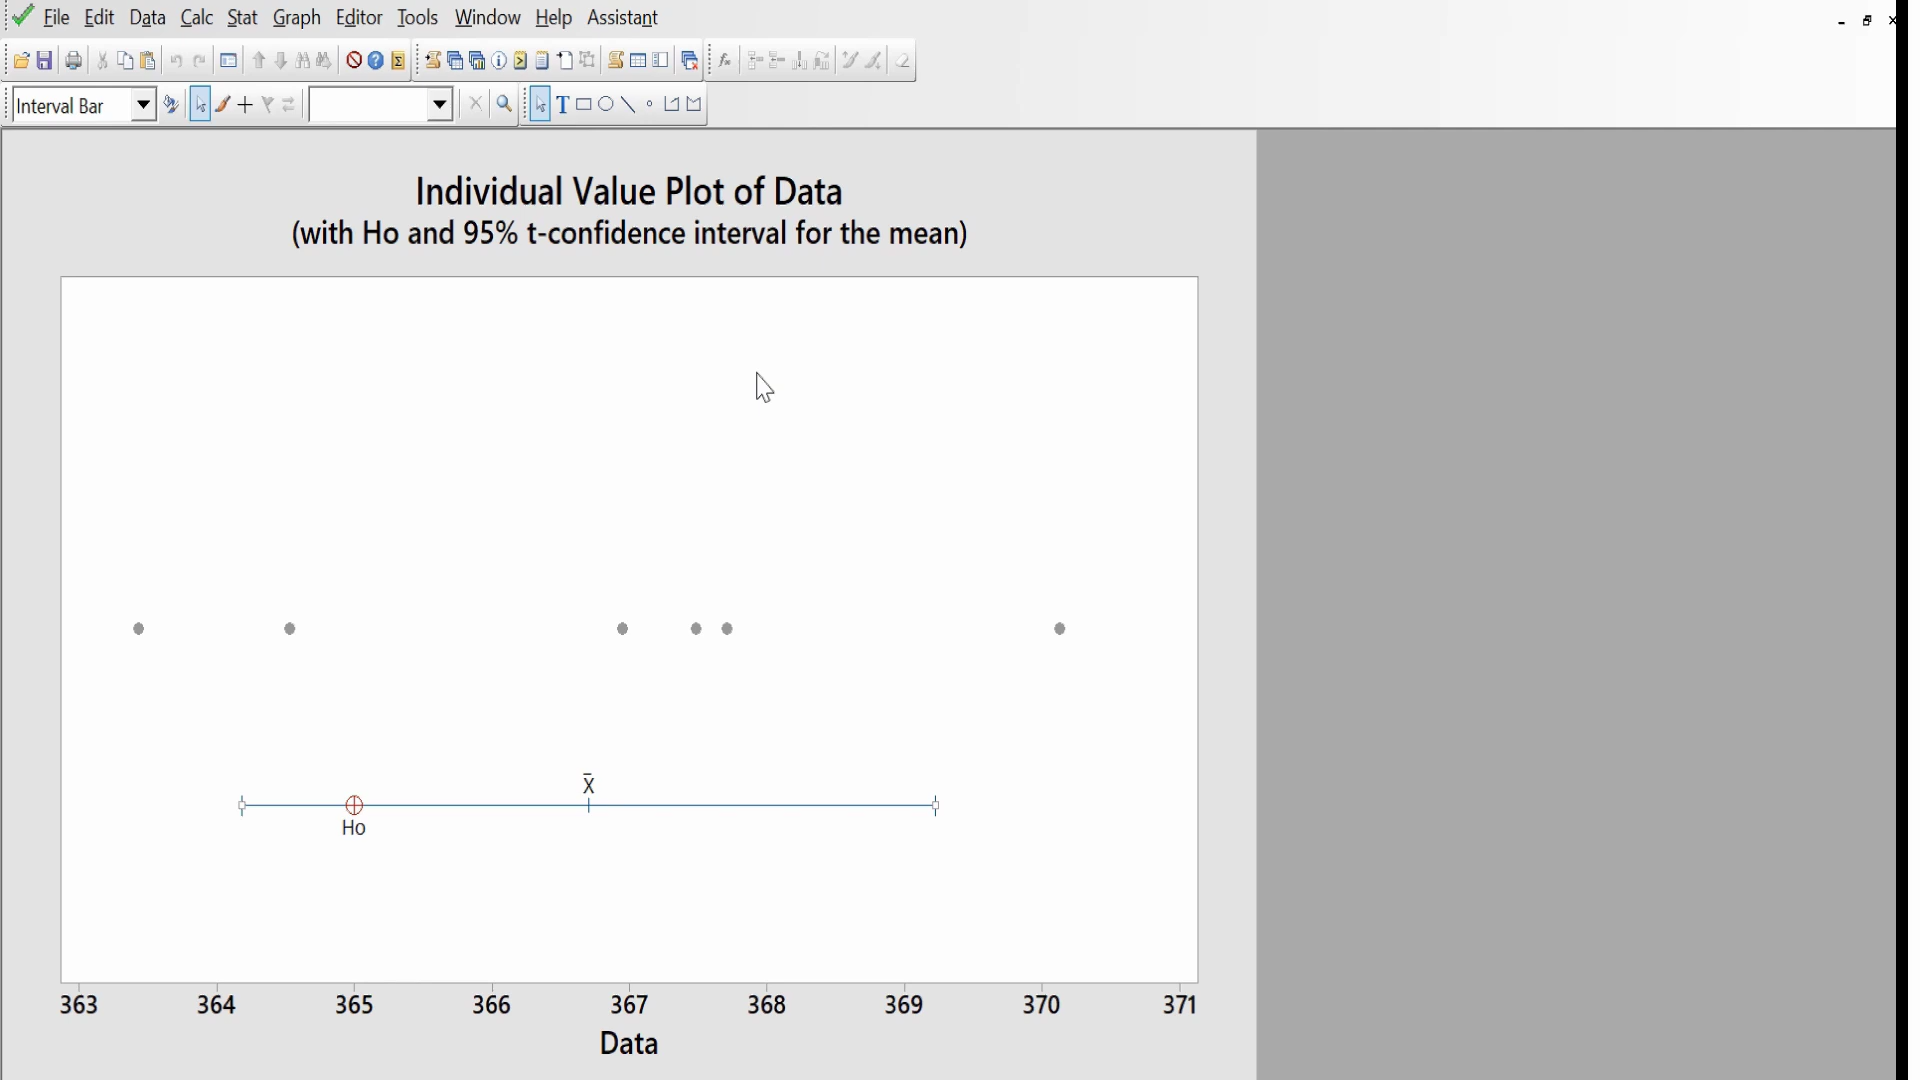 File Edit Data Calc Stat Graph Editor Tools Window Help Assistant
Interval Bar
Individual Value Plot of Data
(with Ho and 95% t-confidence interval for the mean)
X̄
Ho
363 364 365 366 367 368 369 370 371
Data